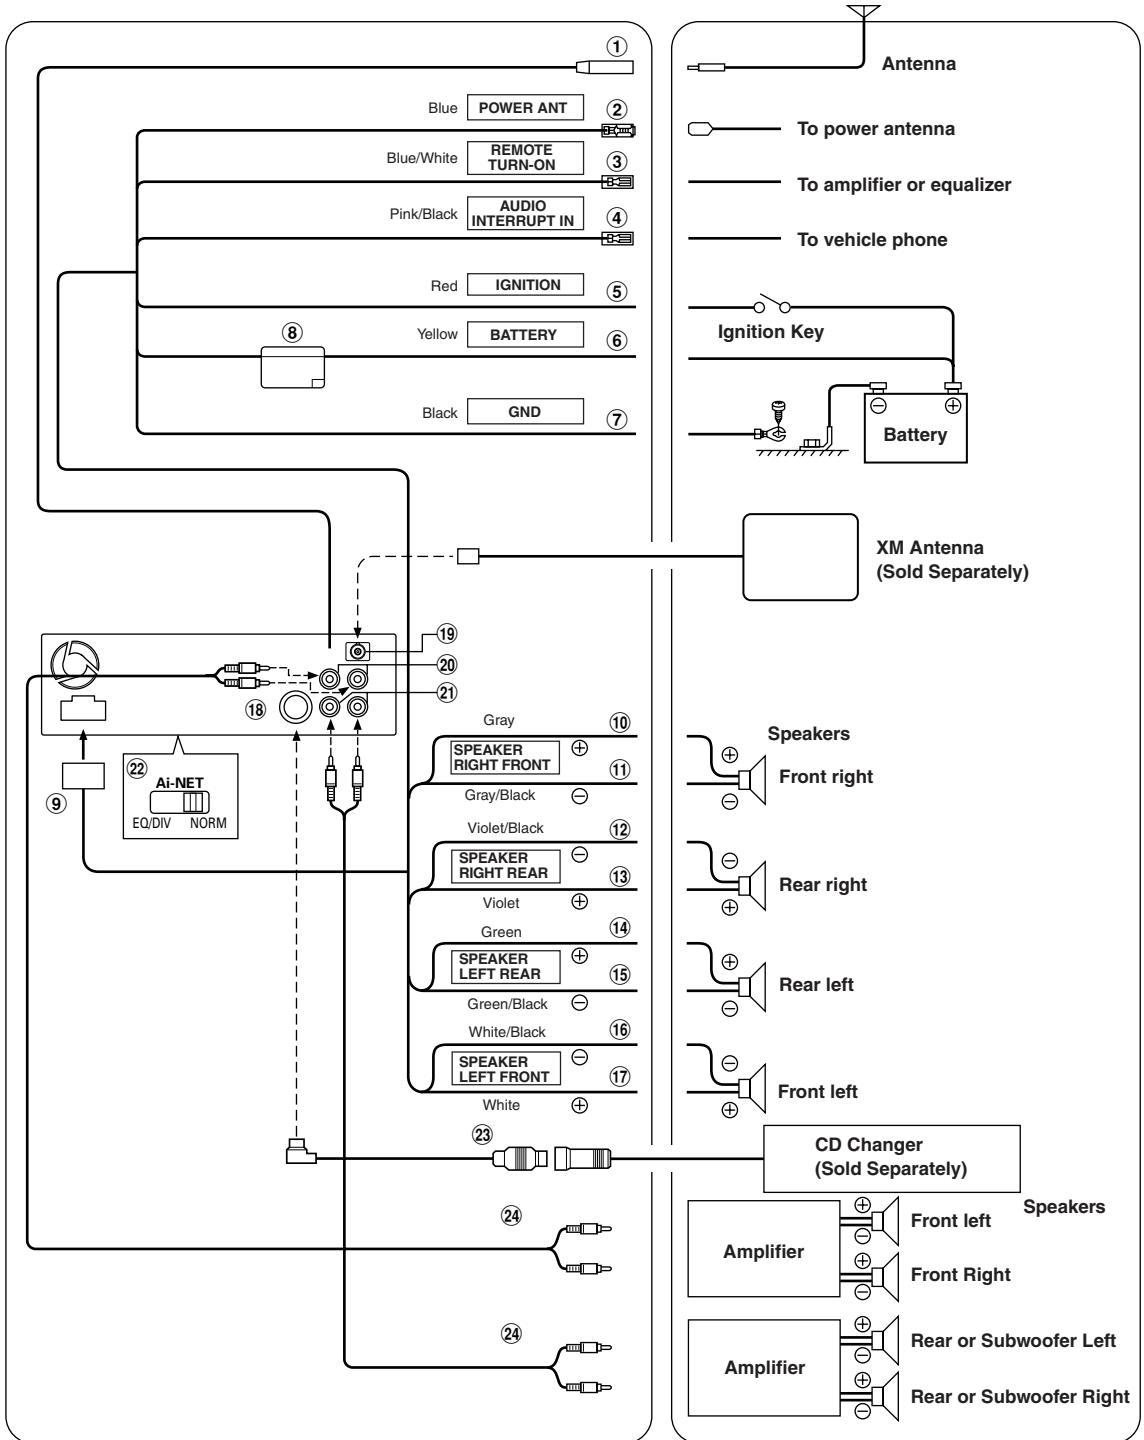 ①
Antenna
Blue POWER ANT ②
To power antenna
Blue/White REMOTE TURN-ON ③
To amplifier or equalizer
Pink/Black AUDIO INTERRUPT IN ④
To vehicle phone
Red IGNITION ⑤
Ignition Key
⑧
Yellow BATTERY ⑥
Black GND ⑦
⊖ ⊕
Battery
XM Antenna
(Sold Separately)
⑲
⑳
㉑
⑱
㉒
Ai-NET
EQ/DIV NORM
⑨
Gray ⑩
SPEAKER RIGHT FRONT ⊕
⑪
Gray/Black ⊖
Speakers
⊕
Front right
⊖
Violet/Black ⑫
SPEAKER RIGHT REAR ⊖
⑬
Violet ⊕
⊖
Rear right
⊕
Green ⑭
SPEAKER LEFT REAR ⊕
⑮
Green/Black ⊖
⊕
Rear left
⊖
White/Black ⑯
SPEAKER LEFT FRONT ⊖
⑰
White ⊕
⊖
Front left
⊕
㉓
CD Changer
(Sold Separately)
Speakers
㉔
Amplifier
⊕
Front left
⊖
⊕
Front Right
⊖
㉔
Amplifier
⊕
Rear or Subwoofer Left
⊖
⊕
Rear or Subwoofer Right
⊖